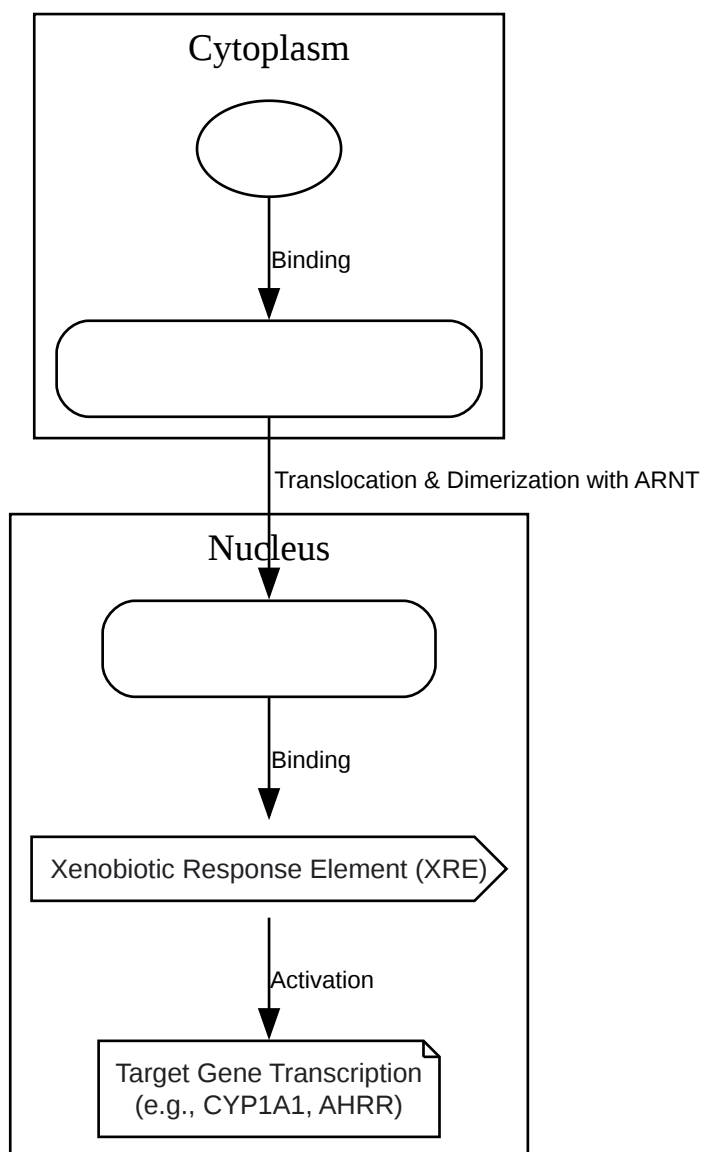 Cytoplasm
Binding
Translocation & Dimerization with ARNT
Nucleus
Binding
Xenobiotic Response Element (XRE)
Activation
Target Gene Transcription
(e.g., CYP1A1, AHRR)